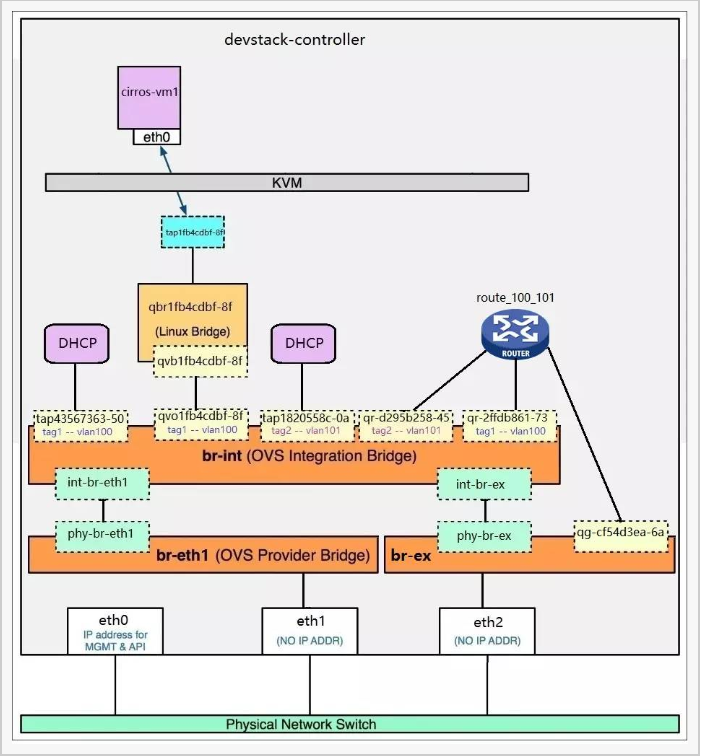 devstack-controller
cirros-vm1
eth0
KVM
tap1fb4cdbf-8f
route_100_101
qbr1fb4cdbf-8f
(Linux Bridge)
ROUTER
DHCP
DHCP
qvb1fb4cdbf-8f
tap43567363-50
tag1 -- vlan100
qvo1fb4cdbf-8f
tag1 -- vlan100
tap1820558c-0a
tag2 -- vlan101
qr-d295b258-45
tag2 -- vlan101
qr-2ffdb861-73
tag1 -- vlan100
br-int (OVS Integration Bridge)
int-br-eth1
int-br-ex
phy-br-eth1
phy-br-ex
qg-cf54d3ea-6a
br-eth1 (OVS Provider Bridge)
br-ex
eth0
IP address for
MGMT & API
eth1
(NO IP ADDR)
eth2
(NO IP ADDR)
Physical Network Switch